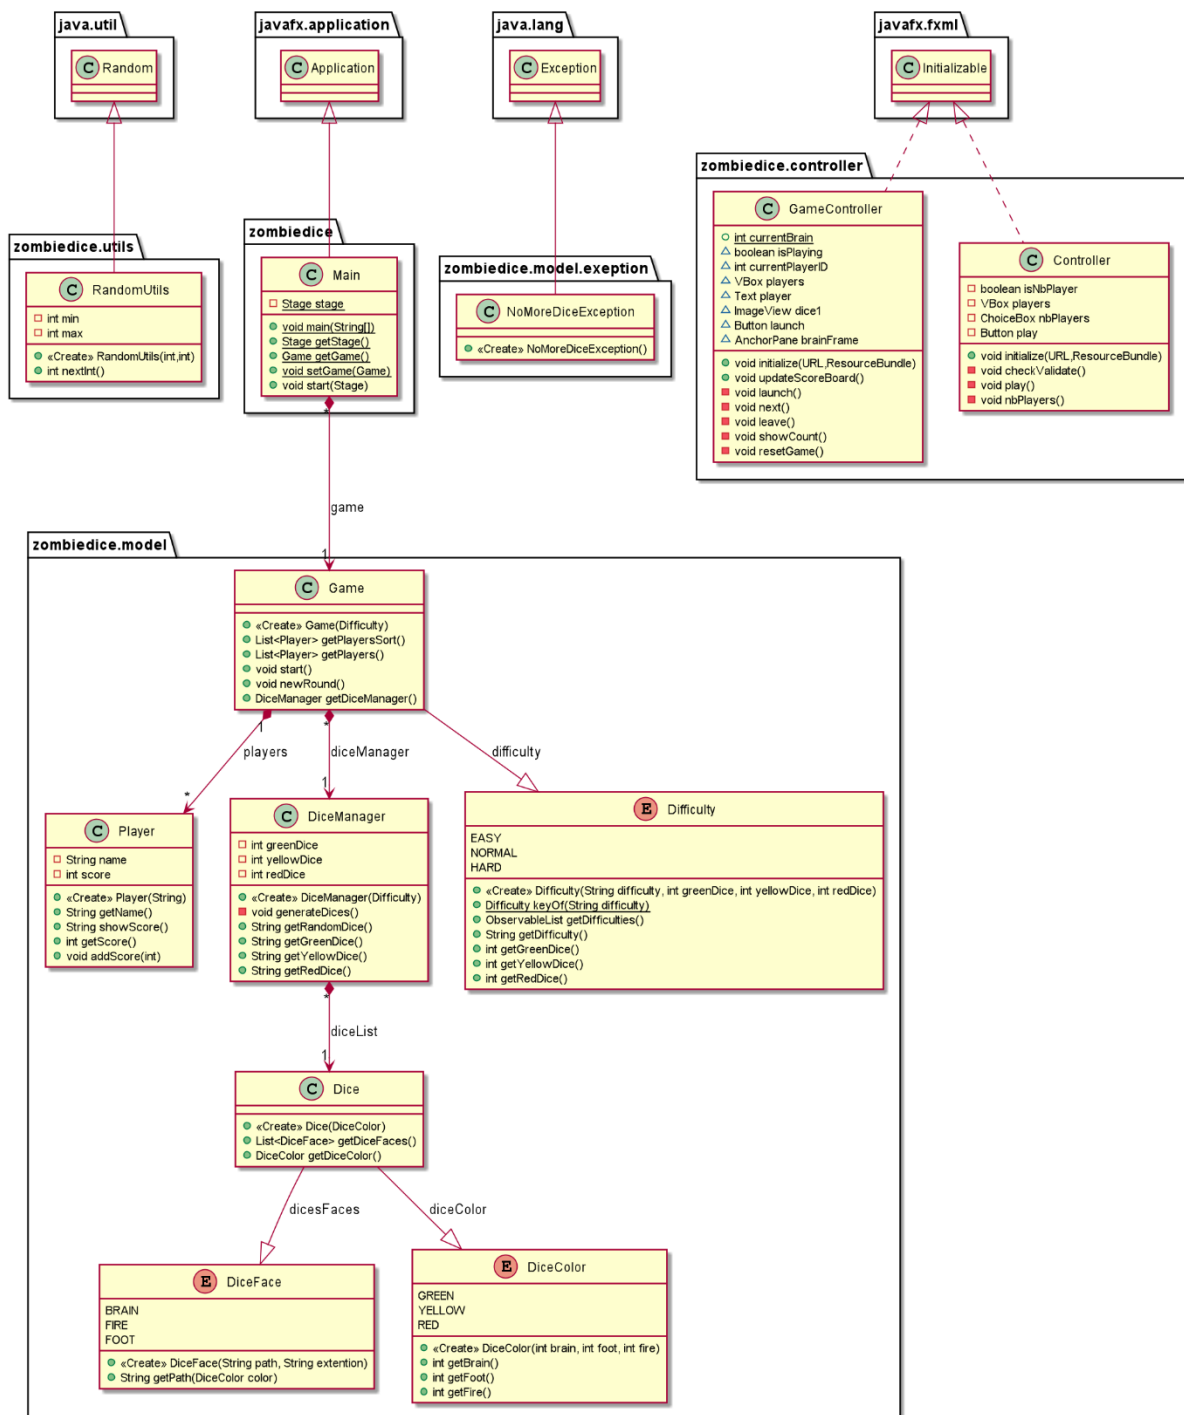 java.util
C Random
javafx.application
C Application
java.lang
C Exception
javafx.fxml
C Initializable
zombiedice.utils
C RandomUtils
int min
int max
«Create» RandomUtils(int,int)
int nextInt()
zombiedice
C Main
Stage stage
void main(String[])
Stage getStage()
Game getGame()
void setGame(Game)
void start(Stage)
zombiedice.model.exeption
C NoMoreDiceException
«Create» NoMoreDiceException()
zombiedice.controller
C GameController
int currentBrain
boolean isPlaying
int currentPlayerID
VBox players
Text player
ImageView dice1
Button launch
AnchorPane brainFrame
void initialize(URL,ResourceBundle)
void updateScoreBoard()
void launch()
void next()
void leave()
void showCount()
void resetGame()
C Controller
boolean isNbPlayer
VBox players
ChoiceBox nbPlayers
Button play
void initialize(URL,ResourceBundle)
void checkValidate()
void play()
void nbPlayers()
*
game
1
zombiedice.model
C Game
«Create» Game(Difficulty)
List<Player> getPlayersSort()
List<Player> getPlayers()
void start()
void newRound()
DiceManager getDiceManager()
1
players
*
*
diceManager
1
difficulty
C Player
String name
int score
«Create» Player(String)
String getName()
String showScore()
int getScore()
void addScore(int)
C DiceManager
int greenDice
int yellowDice
int redDice
«Create» DiceManager(Difficulty)
void generateDices()
String getRandomDice()
String getGreenDice()
String getYellowDice()
String getRedDice()
E Difficulty
EASY
NORMAL
HARD
«Create» Difficulty(String difficulty, int greenDice, int yellowDice, int redDice)
Difficulty keyOf(String difficulty)
ObservableList getDifficulties()
String getDifficulty()
int getGreenDice()
int getYellowDice()
int getRedDice()
*
diceList
1
C Dice
«Create» Dice(DiceColor)
List<DiceFace> getDiceFaces()
DiceColor getDiceColor()
dicesFaces
diceColor
E DiceFace
BRAIN
FIRE
FOOT
«Create» DiceFace(String path, String extention)
String getPath(DiceColor color)
E DiceColor
GREEN
YELLOW
RED
«Create» DiceColor(int brain, int foot, int fire)
int getBrain()
int getFoot()
int getFire()